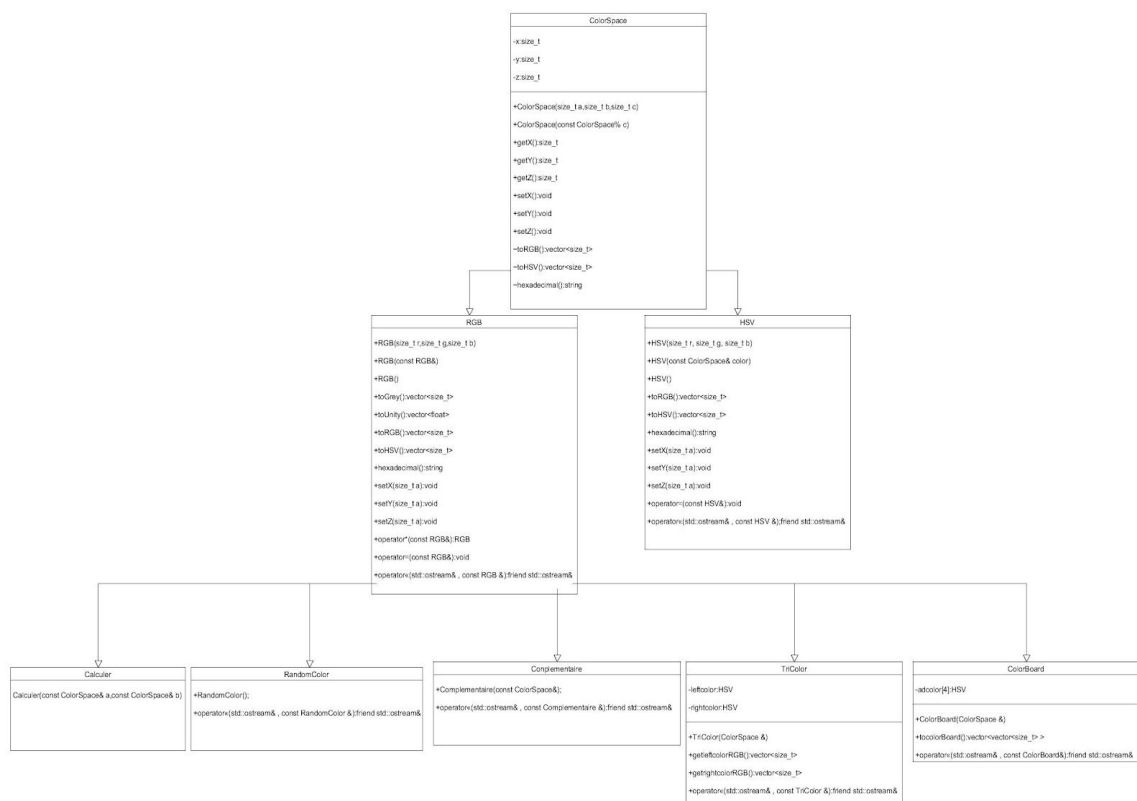 ColorSpace
-x:size_t
-y:size_t
-z:size_t
+ColorSpace(size_t a,size_t b,size_t c)
+ColorSpace(const ColorSpace% c)
+getX():size_t
+getY():size_t
+getZ():size_t
+setX():void
+setY():void
+setZ():void
~toRGB():vector<size_t>
~toHSV():vector<size_t>
~hexadecimal():string
RGB
+RGB(size_t r,size_t g,size_t b)
+RGB(const RGB&)
+RGB()
+toGrey():vector<size_t>
+toUnity():vector<float>
+toRGB():vector<size_t>
+toHSV():vector<size_t>
+hexadecimal():string
+setX(size_t a):void
+setY(size_t a):void
+setZ(size_t a):void
+operator*(const RGB&):RGB
+operator=(const RGB&):void
+operator«(std::ostream& , const RGB &):friend std::ostream&
HSV
+HSV(size_t r, size_t g, size_t b)
+HSV(const ColorSpace& color)
+HSV()
+toRGB():vector<size_t>
+toHSV():vector<size_t>
+hexadecimal():string
+setX(size_t a):void
+setY(size_t a):void
+setZ(size_t a):void
+operator=(const HSV&):void
+operator«(std::ostream& , const HSV &):friend std::ostream&
Calculer
Calculer(const ColorSpace& a,const ColorSpace& b)
RandomColor
+RandomColor();
+operator«(std::ostream& , const RandomColor &):friend std::ostream&
Conplementaire
+Complementaire(const ColorSpace&);
+operator«(std::ostream& , const Complementaire &):friend std::ostream&
TriColor
-leftcolor:HSV
-rightcolor:HSV
+TriColor(ColorSpace &)
+getleftcolorRGB():vector<size_t>
+getrightcolorRGB():vector<size_t>
+operator«(std::ostream& , const TriColor &):friend std::ostream&
ColorBoard
-adcolor[4]:HSV
+ColorBoard(ColorSpace &)
+tocolorBoard():vector<vector<size_t> >
+operator«(std::ostream& , const ColorBoard&):friend std::ostream&